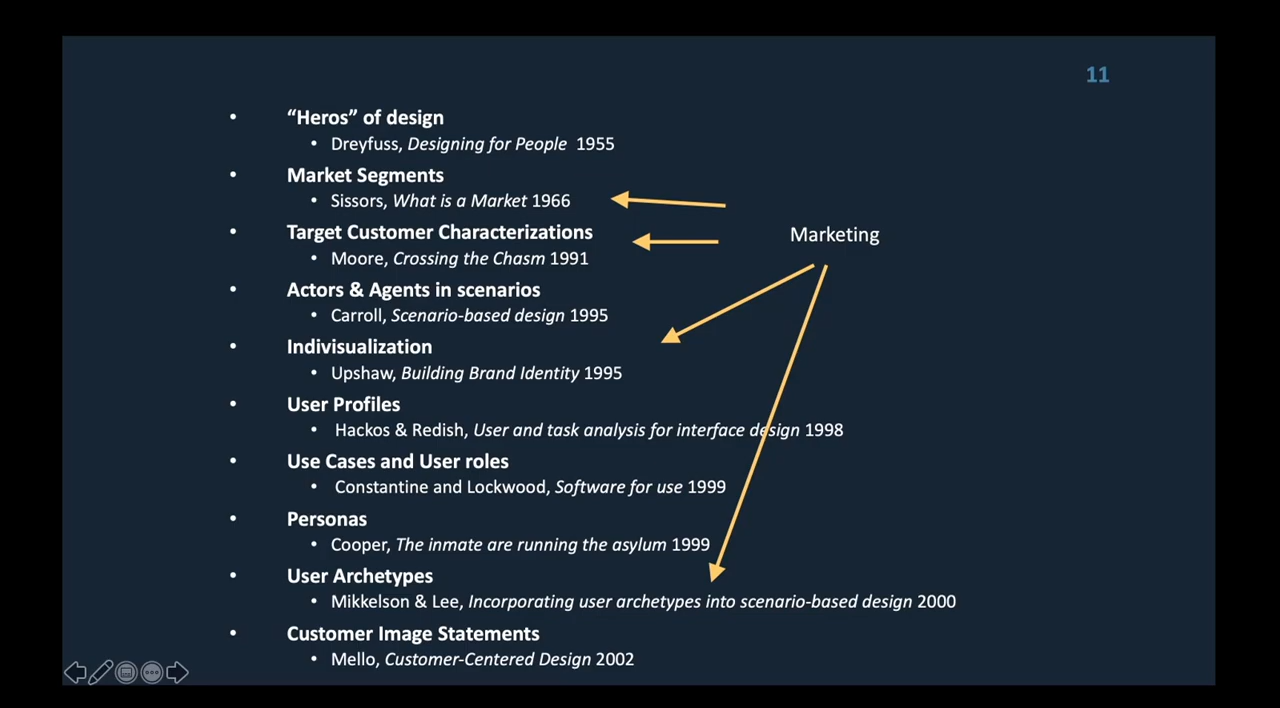 11
• “Heros” of design
• Dreyfuss, Designing for People 1955
• Market Segments
• Sissors, What is a Market 1966
• Target Customer Characterizations
Marketing
• Moore, Crossing the Chasm 1991
• Actors & Agents in scenarios
• Carroll, Scenario-based design 1995
• Indivisualization
• Upshaw, Building Brand Identity 1995
• User Profiles
• Hackos & Redish, User and task analysis for interface design 1998
• Use Cases and User roles
• Constantine and Lockwood, Software for use 1999
• Personas
• Cooper, The inmate are running the asylum 1999
• User Archetypes
• Mikkelson & Lee, Incorporating user archetypes into scenario-based design 2000
• Customer Image Statements
• Mello, Customer-Centered Design 2002